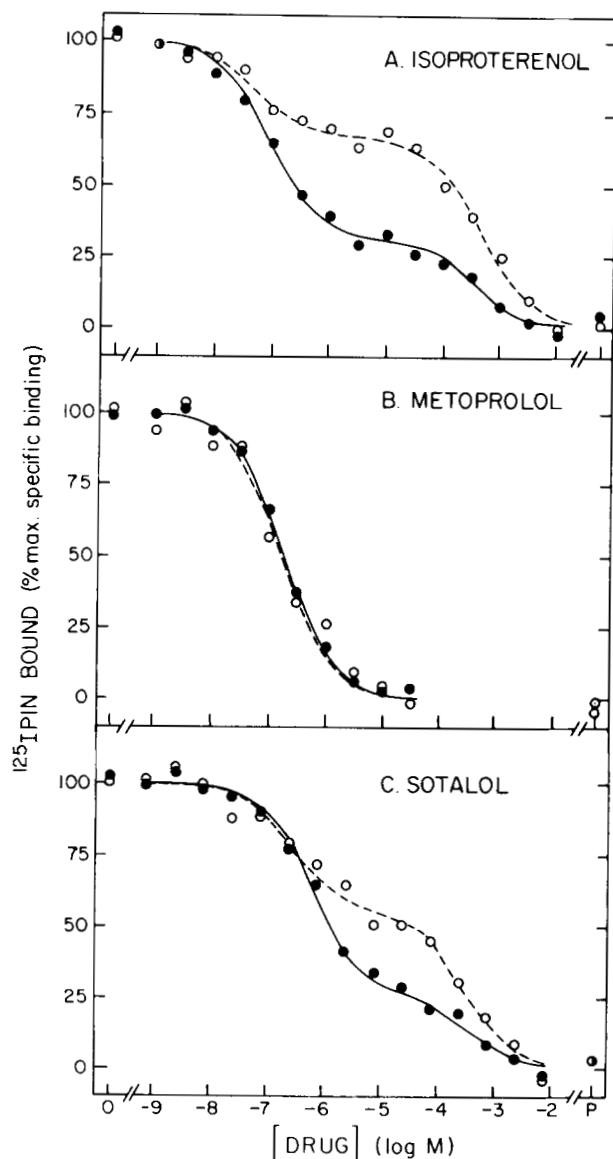 A. ISOPROTERENOL
100
75
50
25
0
B. METOPROLOL
100
75
50
25
0
C. SOTALOL
100
75
50
25
0
125IPIN BOUND (% max. specific binding)
0 -9 -8 -7 -6 -5 -4 -3 -2 P
[DRUG] (log M)